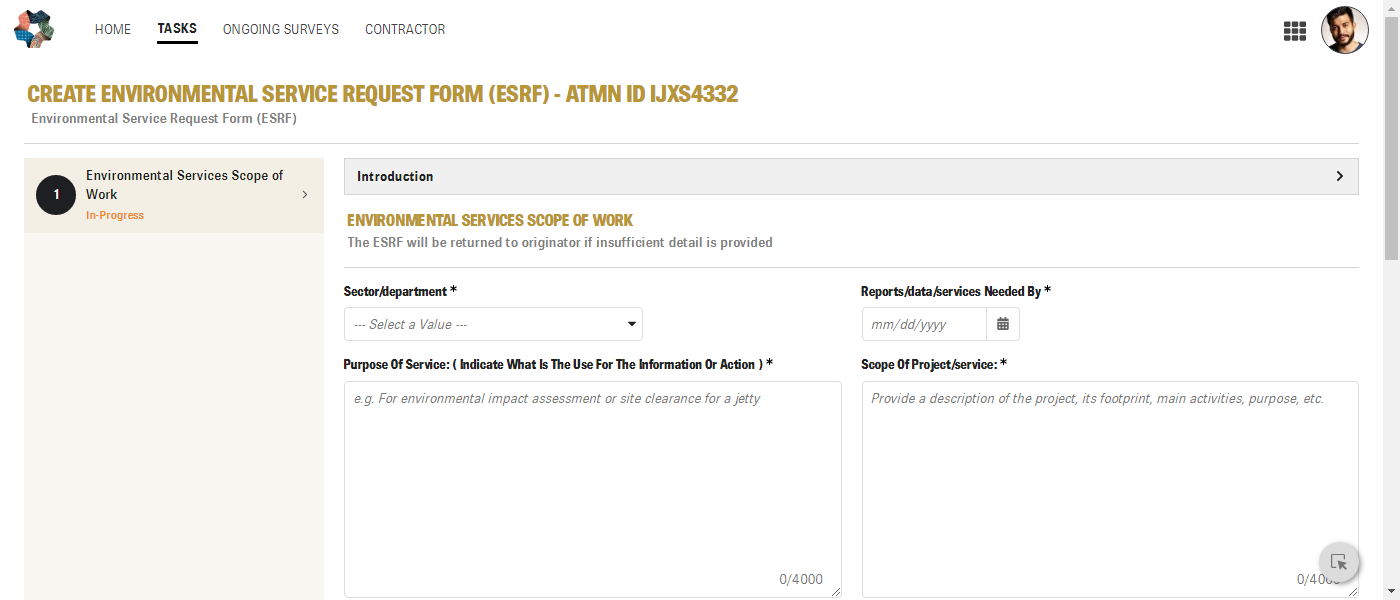 HOME TASKS ONGOING SURVEYS CONTRACTOR
CREATE ENVIRONMENTAL SERVICE REQUEST FORM (ESRF) - ATMN ID IJXS4332
Environmental Service Request Form (ESRF)
1
Environmental Services Scope of
Work
In-Progress
Introduction
ENVIRONMENTAL SERVICES SCOPE OF WORK
The ESRF will be returned to originator if insufficient detail is provided
Sector/department *
--- Select a Value ---
Reports/data/services Needed By *
mm/dd/yyyy
Purpose Of Service: ( Indicate What Is The Use For The Information Or Action ) *
e.g. For environmental impact assessment or site clearance for a jetty
0/4000
Scope Of Project/service: *
Provide a description of the project, its footprint, main activities, purpose, etc.